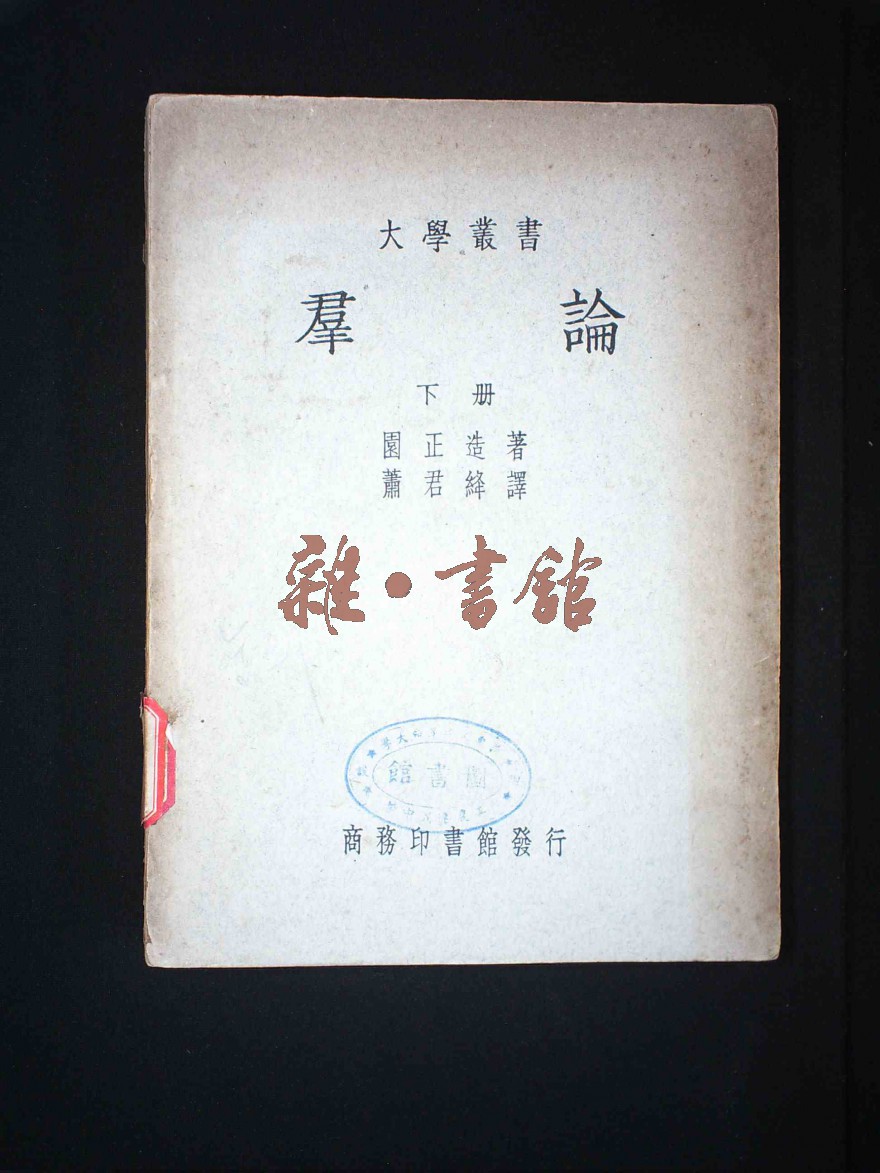 大學叢書
羣論
下册
園正造著
蕭君絳譯
雜·書館
圖書館
商務印書館發行